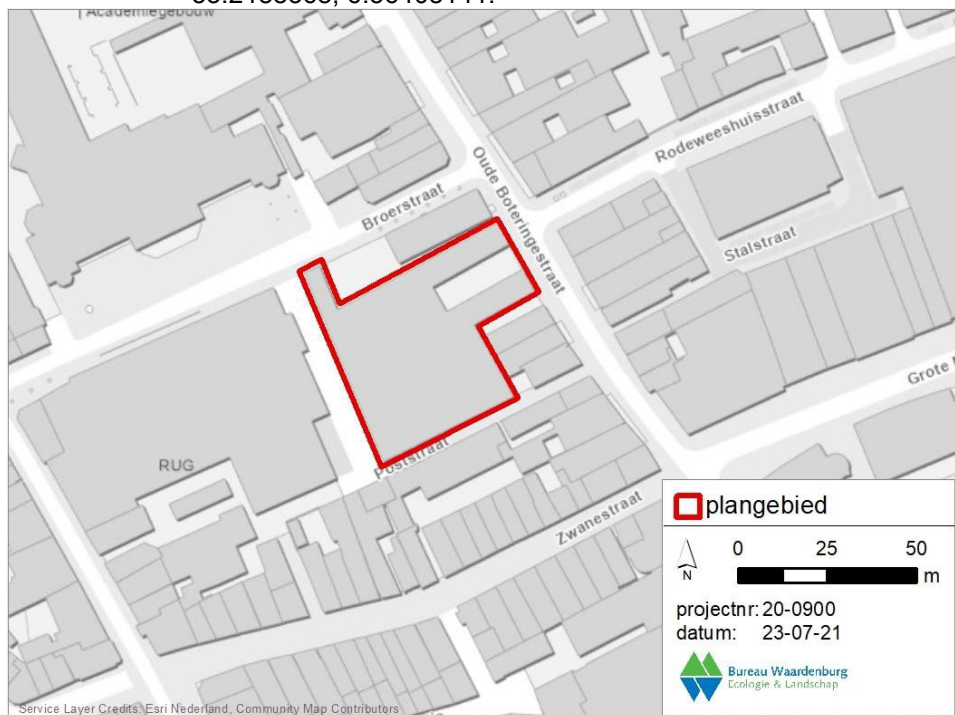 Academiegebouw
Broerstraat
Oude Boteringestraat
Rodeweeshuisstraat
Stalstraat
Grote
Poststraat
RUG
Zwanestraat
plangebied
0 25 50
m
N
projectnr: 20-0900
datum: 23-07-21
Bureau Waardenburg
Ecologie & Landschap
Service Layer Credits: Esri Nederland, Community Map Contributors